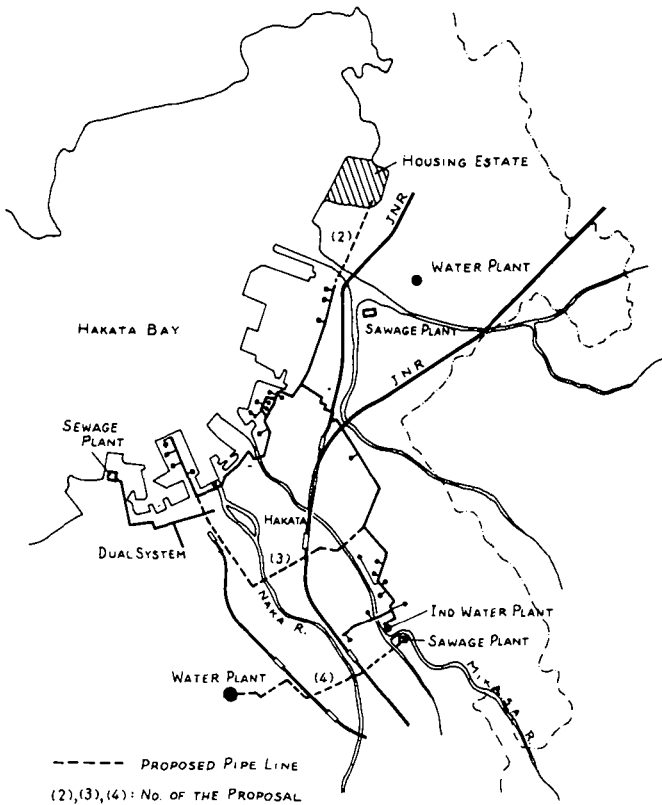 HOUSING ESTATE
JNR
(2)
WATER PLANT
HAKATA BAY
SAWAGE PLANT
JNR
SEWAGE PLANT
HAKATA
DUAL SYSTEM
(3)
NAKA R.
IND WATER PLANT
SAWAGE PLANT
WATER PLANT
(4)
MIKASA R.
PROPOSED PIPE LINE
(2),(3),(4): NO. OF THE PROPOSAL